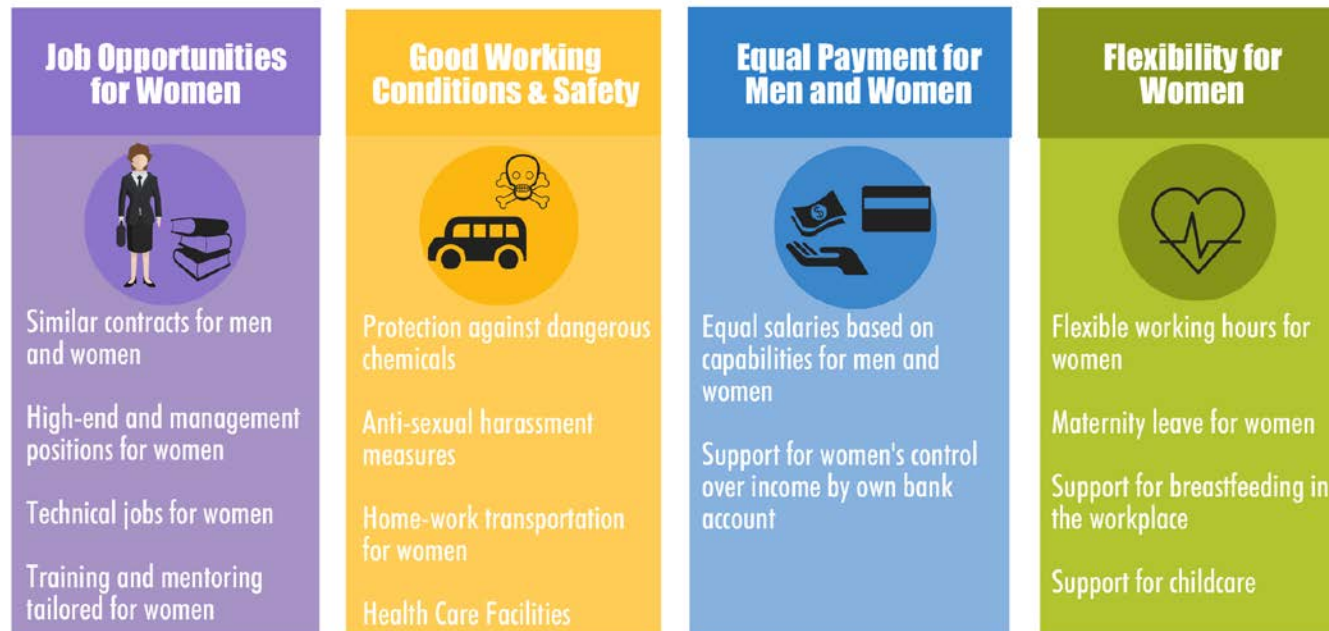 Job Opportunities
for Women
Similar contracts for men
and women
High-end and management
positions for women
Technical jobs for women
Training and mentoring
tailored for women
Good Working
Conditions & Safety
Protection against dangerous
chemicals
Anti-sexual harassment
measures
Home-work transportation
for women
Health Care Facilities
Equal Payment for
Men and Women
$
Equal salaries based on
capabilities for men and
women
Support for women's control
over income by own bank
account
Flexibility for
Women
Flexible working hours for
women
Maternity leave for women
Support for breastfeeding in
the workplace
Support for childcare